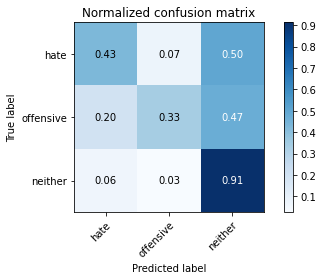 Normalized confusion matrix
True label
hate
offensive
neither
0.43 0.07 0.50
0.20 0.33 0.47
0.06 0.03 0.91
hate
offensive
neither
Predicted label
0.9
0.8
0.7
0.6
0.5
0.4
0.3
0.2
0.1